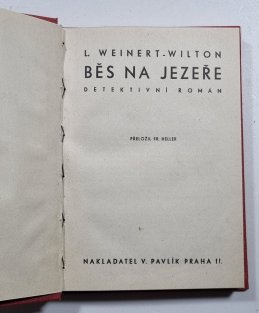 L. WEINERT-WILTON
BĚS NA JEZEŘE
DETEKTIVNÍ ROMÁN
PŘELOŽIL FR. HELLER
NAKLADATEL V. PAVLÍK PRAHA II.